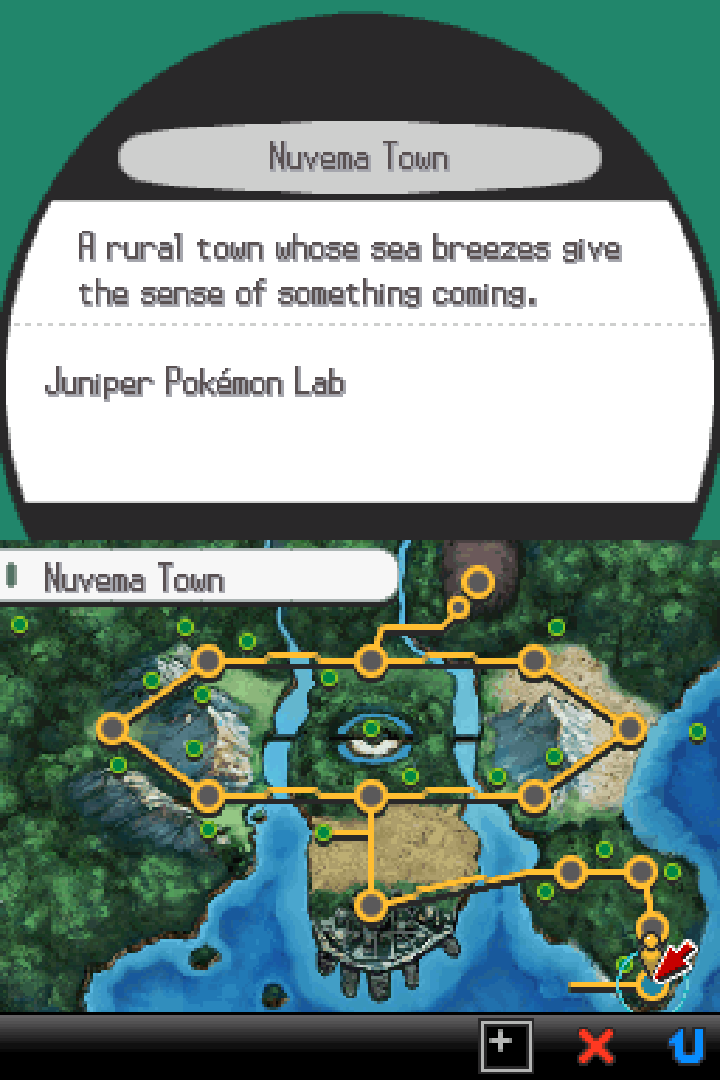 Nuvema Town
A rural town whose sea breezes give
the sense of something coming.
Juniper Pokémon Lab
Nuvema Town